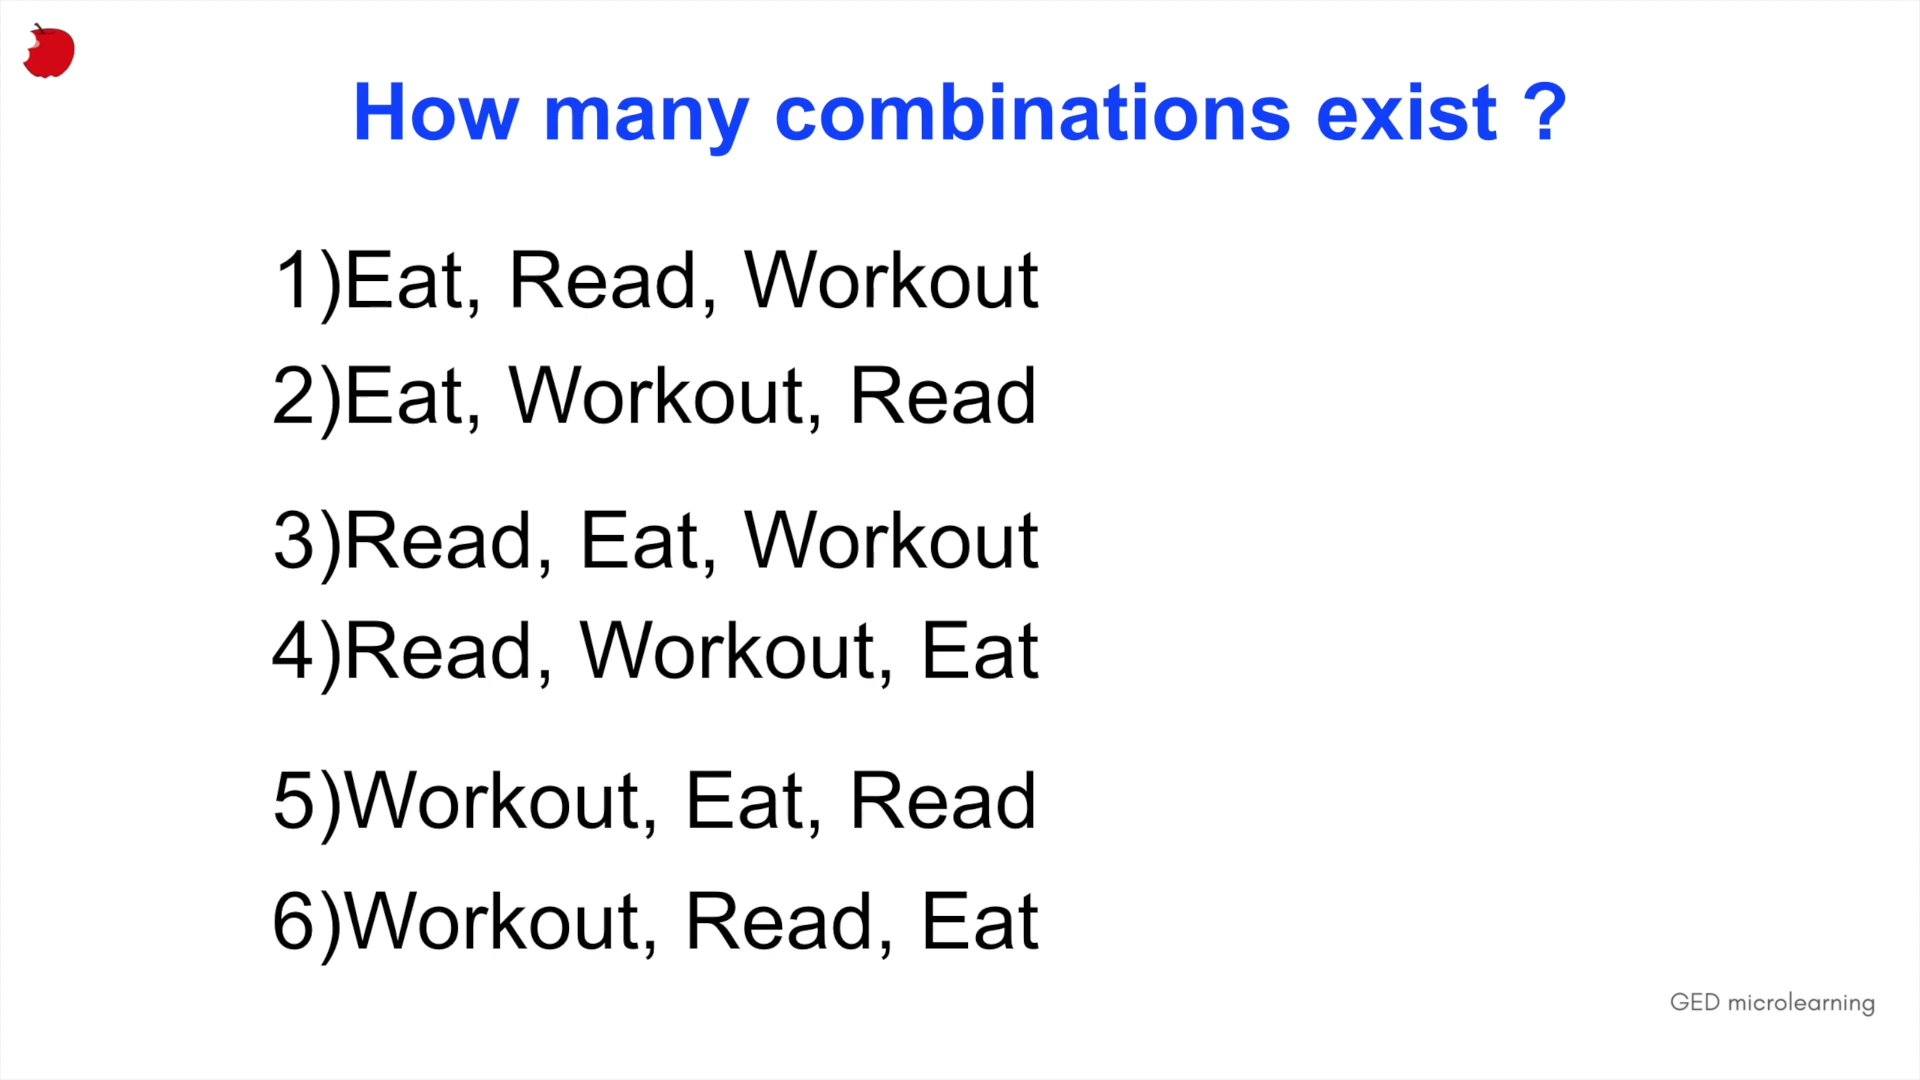 How many combinations exist ?
1)Eat, Read, Workout
2)Eat, Workout, Read
3)Read, Eat, Workout
4)Read, Workout, Eat
5)Workout, Eat, Read
6)Workout, Read, Eat
GED microlearning